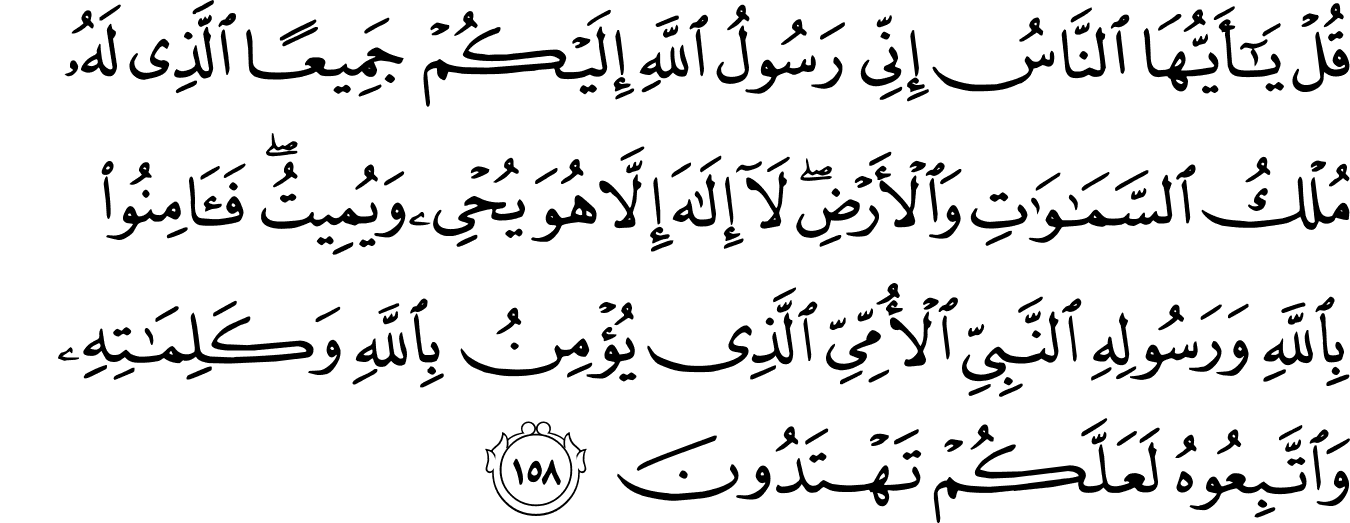 قُلْ يَـٰٓأَيُّهَا ٱلنَّاسُ إِنِّى رَسُولُ ٱللَّهِ إِلَيْكُمْ جَمِيعًا ٱلَّذِى لَهُۥ
مُلْكُ ٱلسَّمَـٰوَٰتِ وَٱلْأَرْضِ ۖ لَآ إِلَـٰهَ إِلَّا هُوَ يُحْىِۦ وَيُمِيتُ ۖ فَـَٔامِنُوا۟
بِٱللَّهِ وَرَسُولِهِ ٱلنَّبِىِّ ٱلْأُمِّىِّ ٱلَّذِى يُؤْمِنُ بِٱللَّهِ وَكَلِمَـٰتِهِۦ
وَٱتَّبِعُوهُ لَعَلَّكُمْ تَهْتَدُونَ ١٥٨